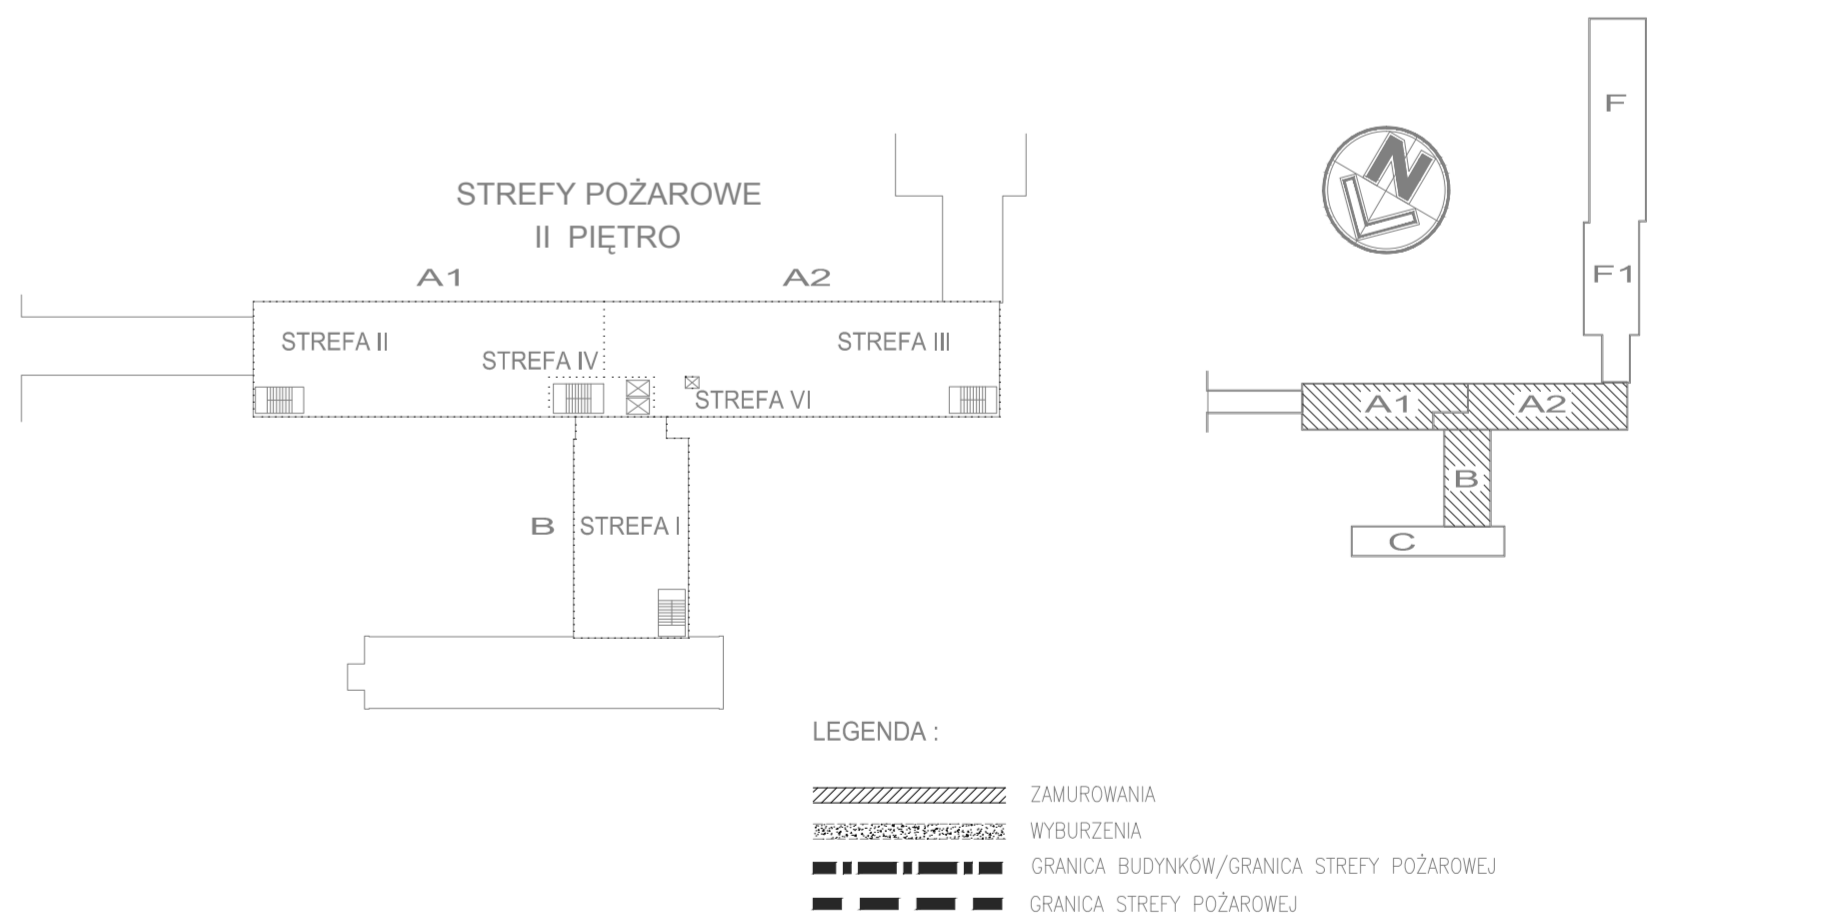 STREFY POŻAROWE
II PIĘTRO
A1
A2
STREFA II
STREFA IV
STREFA III
STREFA VI
B
STREFA I
N
F
F1
A1
A2
B
C
LEGENDA :
ZAMUROWANIA
WYBURZENIA
GRANICA BUDYNKÓW/GRANICA STREFY POŻAROWEJ
GRANICA STREFY POŻAROWEJ